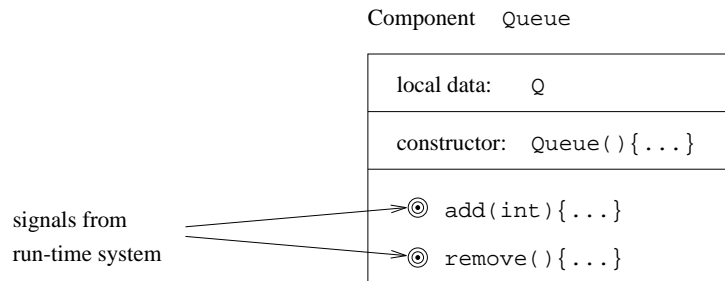 Component Queue
local data: Q
constructor: Queue(){...}
add(int){...}
signals from
run-time system
remove(){...}